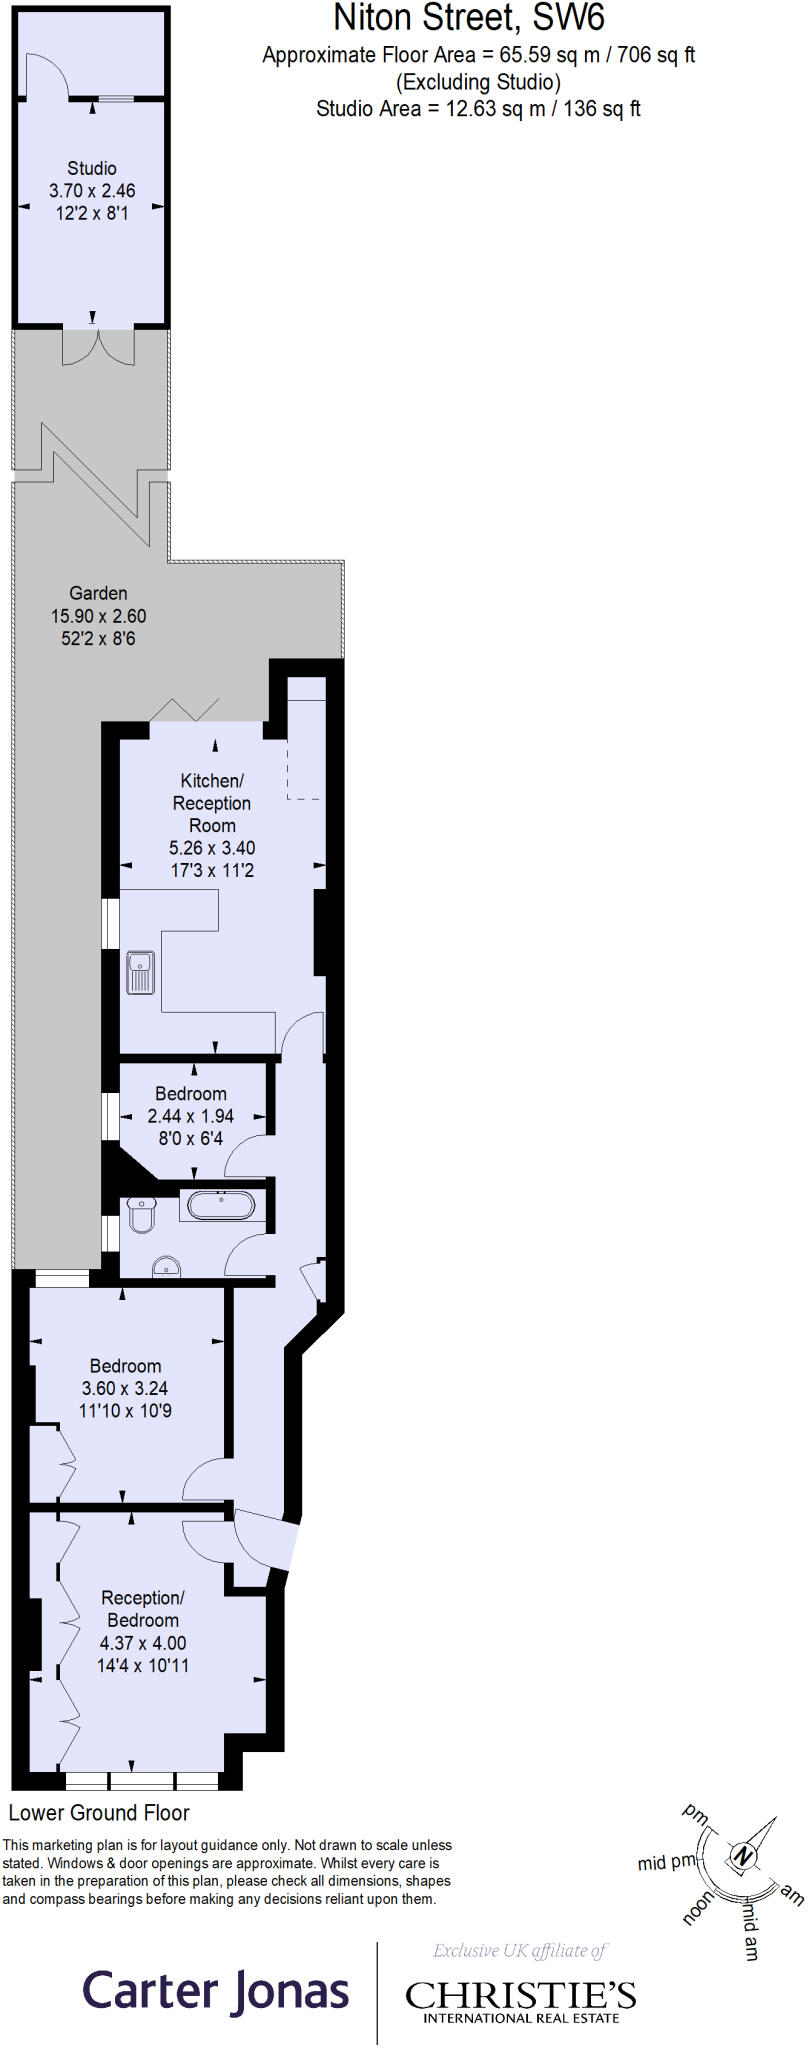 Niton Street, SW6
Approximate Floor Area = 65.59 sq m / 706 sq ft
(Excluding Studio)
Studio Area = 12.63 sq m / 136 sq ft
Studio
3.70 x 2.46
12'2 x 8'1
Garden
15.90 x 2.60
52'2 x 8'6
Kitchen/
Reception
Room
5.26 x 3.40
17'3 x 11'2
Bedroom
2.44 x 1.94
8'0 x 6'4
Bedroom
3.60 x 3.24
11'10 x 10'9
Reception/
Bedroom
4.37 x 4.00
14'4 x 10'11
Lower Ground Floor
This marketing plan is for layout guidance only. Not drawn to scale unless
stated. Windows & door openings are approximate. Whilst every care is
taken in the preparation of this plan, please check all dimensions, shapes
and compass bearings before making any decisions reliant upon them.
pm
mid pm
noon
mid am
am
N
Carter Jonas
Exclusive UK affiliate of
CHRISTIE'S
INTERNATIONAL REAL ESTATE